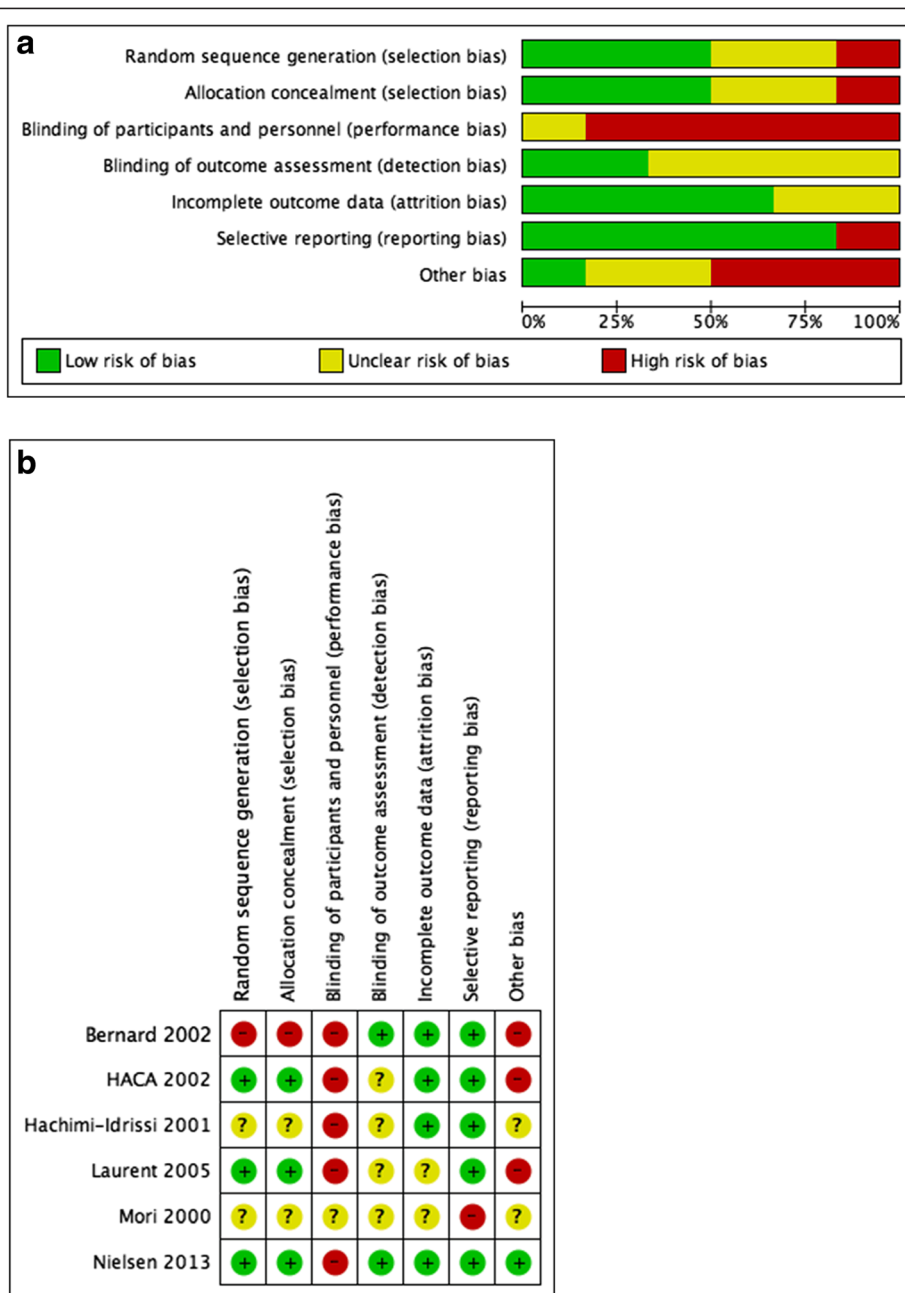 a
Random sequence generation (selection bias)
Allocation concealment (selection bias)
Blinding of participants and personnel (performance bias)
Blinding of outcome assessment (detection bias)
Incomplete outcome data (attrition bias)
Selective reporting (reporting bias)
Other bias
0% 25% 50% 75% 100%
Low risk of bias Unclear risk of bias High risk of bias
b
Random sequence generation (selection bias)
Allocation concealment (selection bias)
Blinding of participants and personnel (performance bias)
Blinding of outcome assessment (detection bias)
Incomplete outcome data (attrition bias)
Selective reporting (reporting bias)
Other bias
Bernard 2002 - - - + + + -
HACA 2002 + + - ? + + -
Hachimi-Idrissi 2001 ? ? - ? + + ?
Laurent 2005 + + - ? ? + -
Mori 2000 ? ? ? ? ? - ?
Nielsen 2013 + + - + + + +